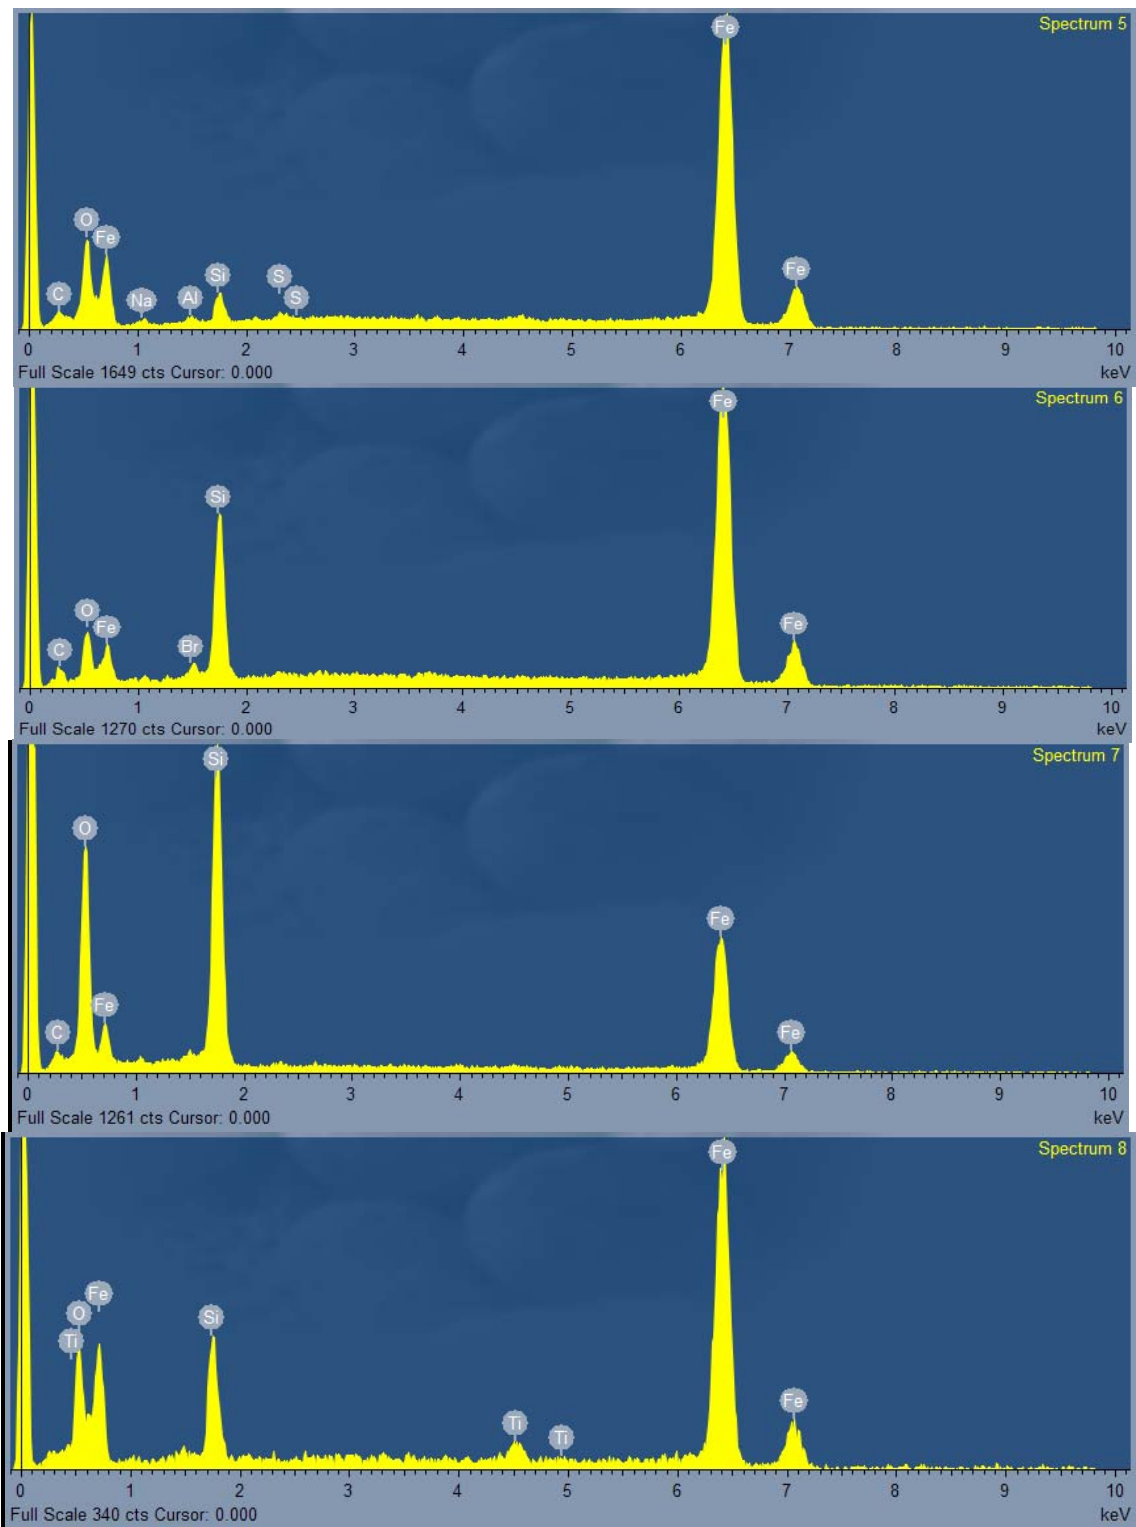 Spectrum 5
Fe
O
Fe
C
Na
Al
Si
S
S
Fe
0 1 2 3 4 5 6 7 8 9 10
Full Scale 1649 cts Cursor: 0.000 keV
Spectrum 6
Fe
Si
O
Fe
C
Br
Fe
0 1 2 3 4 5 6 7 8 9 10
Full Scale 1270 cts Cursor: 0.000 keV
Spectrum 7
Si
O
Fe
Fe
C
Fe
0 1 2 3 4 5 6 7 8 9 10
Full Scale 1261 cts Cursor: 0.000 keV
Spectrum 8
Fe
Fe
O
Si
Ti
Fe
Ti
Ti
0 1 2 3 4 5 6 7 8 9 10
Full Scale 340 cts Cursor: 0.000 keV